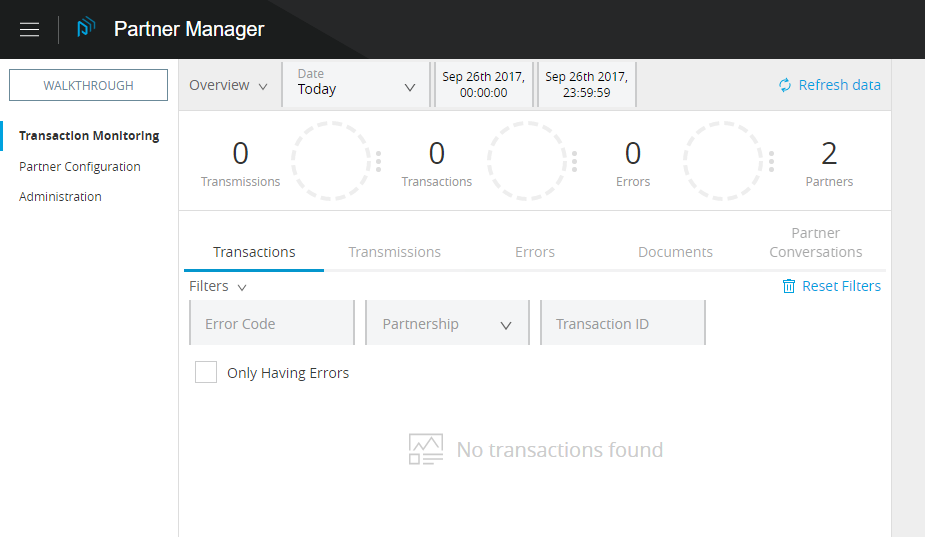 Partner Manager
WALKTHROUGH
Transaction Monitoring
Partner Configuration
Administration
Overview
Date
Today
Sep 26th 2017,
00:00:00
Sep 26th 2017,
23:59:59
Refresh data
0
Transmissions
0
Transactions
0
Errors
2
Partners
Transactions
Transmissions
Errors
Documents
Partner
Conversations
Filters
Reset Filters
Error Code
Partnership
Transaction ID
Only Having Errors
No transactions found